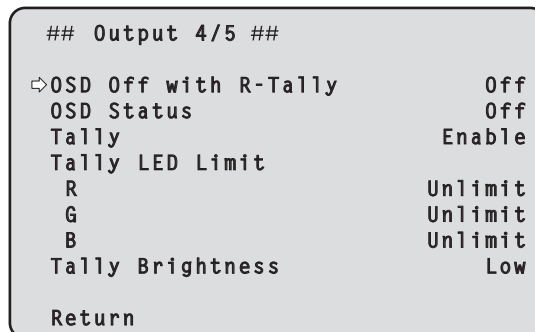 ## Output 4/5 ##
⇨OSD Off with R-Tally Off
OSD Status Off
Tally Enable
Tally LED Limit
R Unlimit
G Unlimit
B Unlimit
Tally Brightness Low
Return